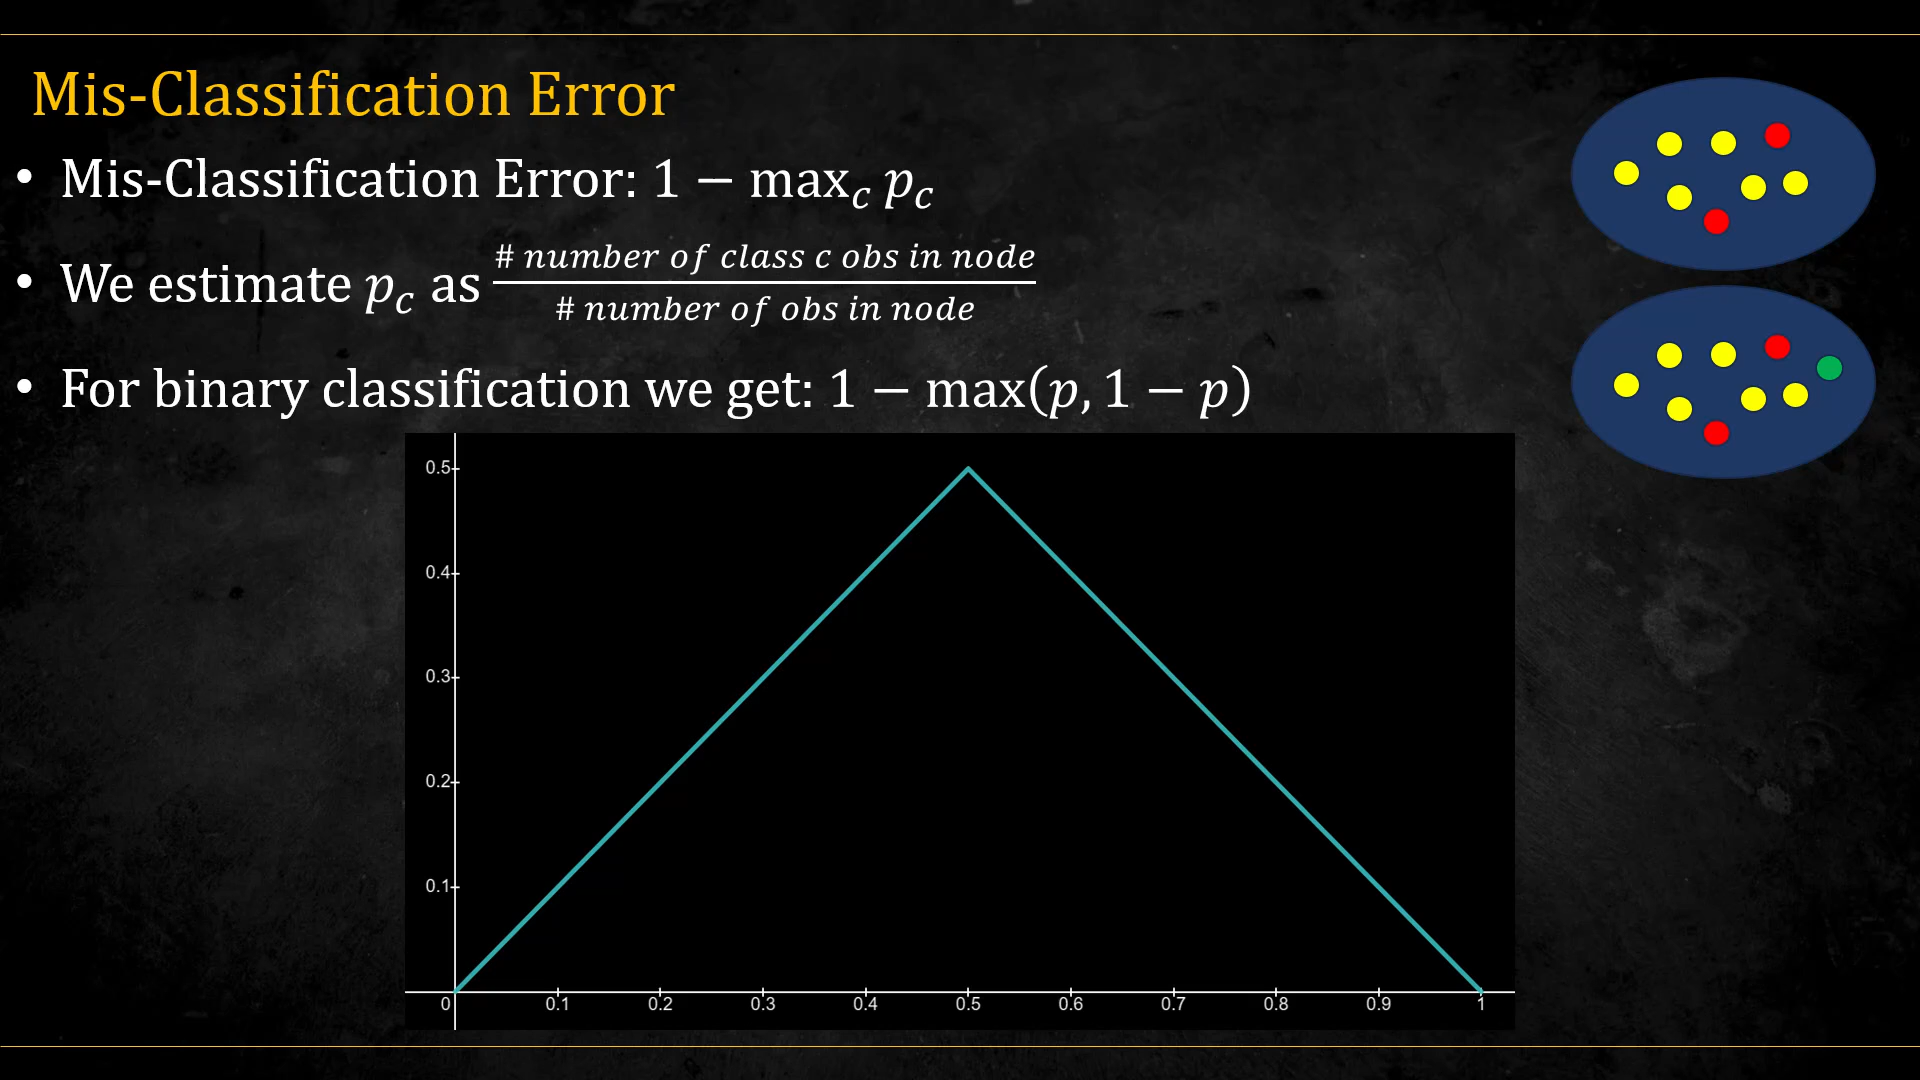 Mis-Classification Error
• Mis-Classification Error: 1 − max_c p_c
• We estimate p_c as # number of class c obs in node / # number of obs in node
• For binary classification we get: 1 − max(p, 1 − p)
0.5
0.4
0.3
0.2
0.1
0 0.1 0.2 0.3 0.4 0.5 0.6 0.7 0.8 0.9 1